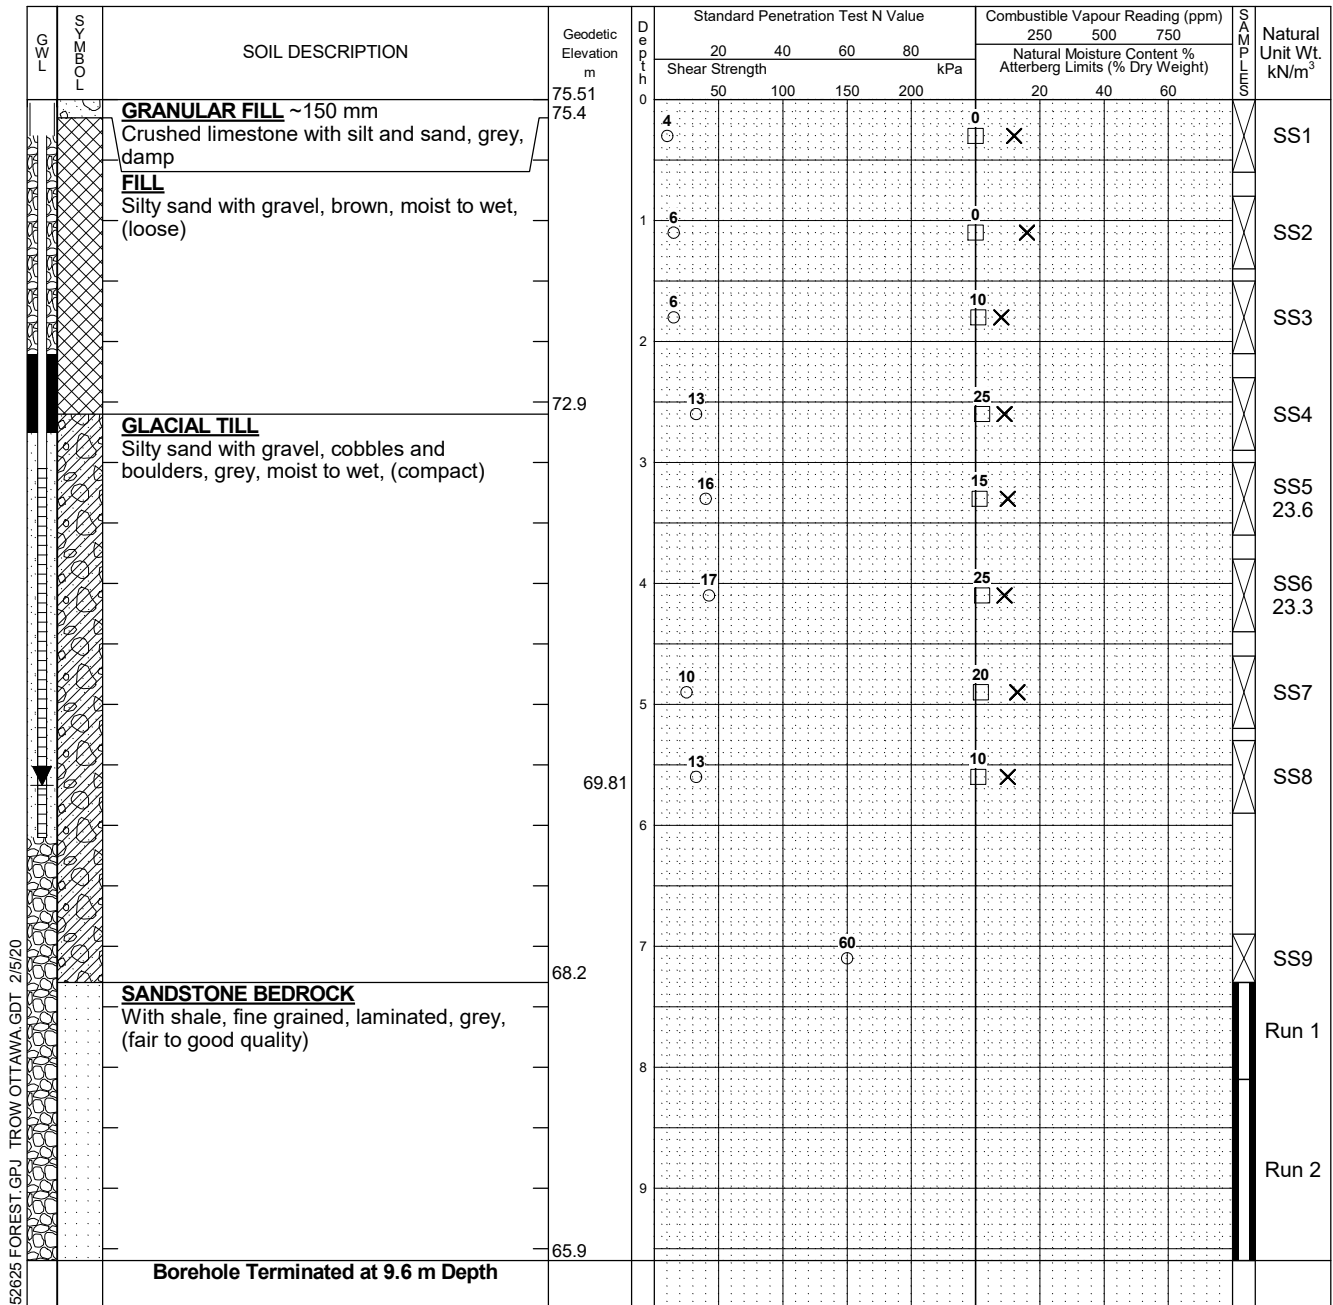 GWL
SYMBOL
SOIL DESCRIPTION
Geodetic
Elevation
m
Depth
Standard Penetration Test N Value
20 40 60 80
Shear Strength kPa
50 100 150 200
Combustible Vapour Reading (ppm)
250 500 750
Natural Moisture Content %
Atterberg Limits (% Dry Weight)
20 40 60
SAMPLES
Natural
Unit Wt.
kN/m³
75.51
0
GRANULAR FILL ~150 mm
75.4
Crushed limestone with silt and sand, grey,
damp
4
0
SS1
FILL
Silty sand with gravel, brown, moist to wet,
(loose)
1
6
0
SS2
6
10
SS3
2
72.9
13
25
SS4
GLACIAL TILL
Silty sand with gravel, cobbles and
boulders, grey, moist to wet, (compact)
3
16
15
SS5
23.6
4
17
25
SS6
23.3
10
20
SS7
5
13
10
SS8
69.81
6
7
60
SS9
68.2
SANDSTONE BEDROCK
With shale, fine grained, laminated, grey,
(fair to good quality)
Run 1
8
Run 2
9
65.9
Borehole Terminated at 9.6 m Depth
52625 FOREST.GPJ TROW OTTAWA.GDT 2/5/20